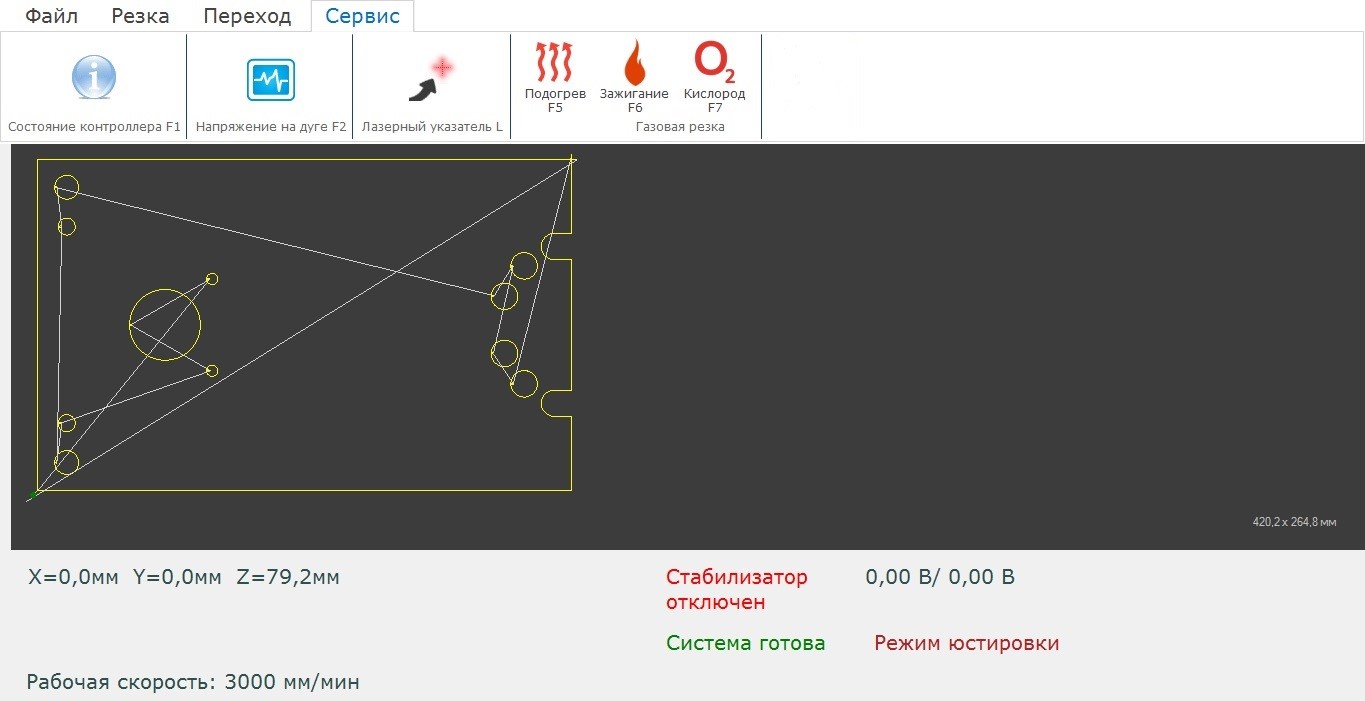 Файл Резка Переход Сервис
Подогрев Зажигание Кислород
F5 F6 F7
O2
Состояние контроллера F1 Напряжение на дуге F2 Лазерный указатель L Газовая резка
420,2 x 264,8 мм
X=0,0мм Y=0,0мм Z=79,2мм
Стабилизатор 0,00 В/ 0,00 В
отключен
Система готова Режим юстировки
Рабочая скорость: 3000 мм/мин